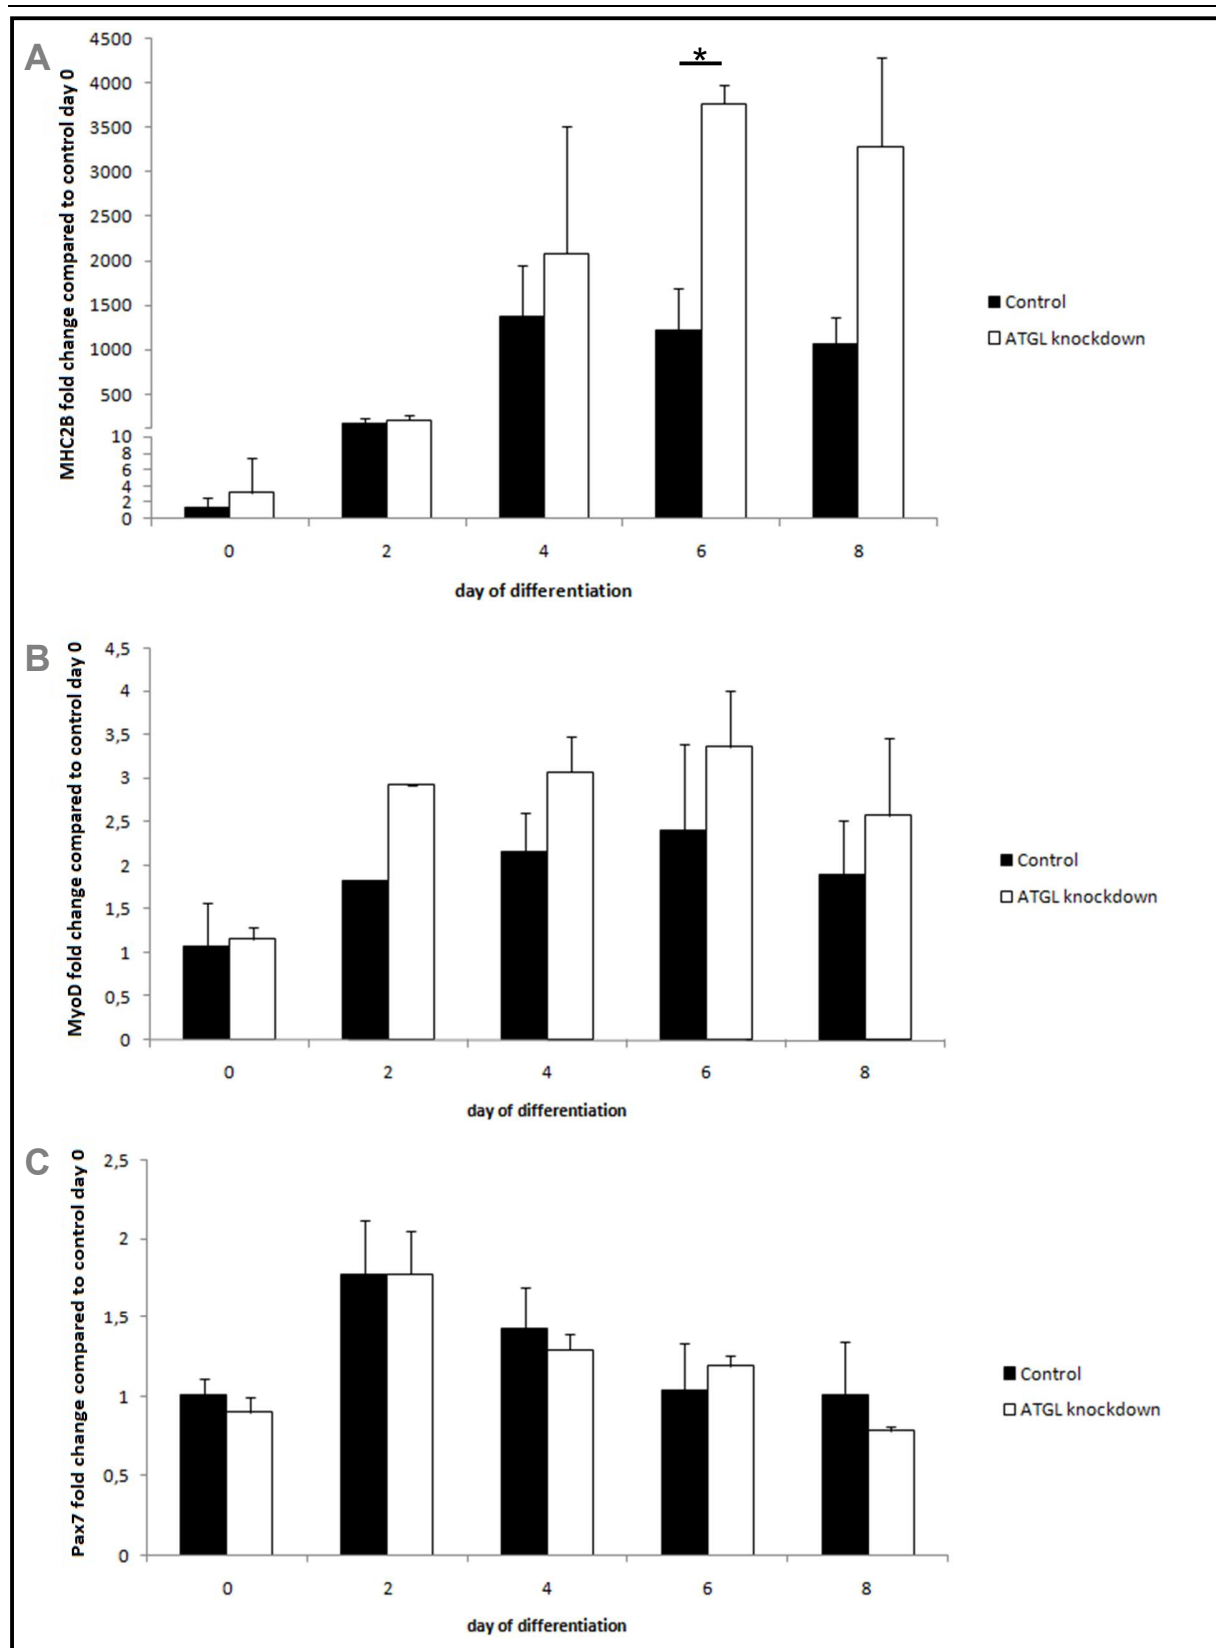 A
MHC2B fold change compared to control day 0
4500
4000
3500
3000
2500
2000
1500
1000
500
10
8
6
4
2
0
*
Control
ATGL knockdown
0 2 4 6 8
day of differentiation
B
MyoD fold change compared to control day 0
4,5
4
3,5
3
2,5
2
1,5
1
0,5
0
Control
ATGL knockdown
0 2 4 6 8
day of differentiation
C
Pax7 fold change compared to control day 0
2,5
2
1,5
1
0,5
0
Control
ATGL knockdown
0 2 4 6 8
day of differentiation